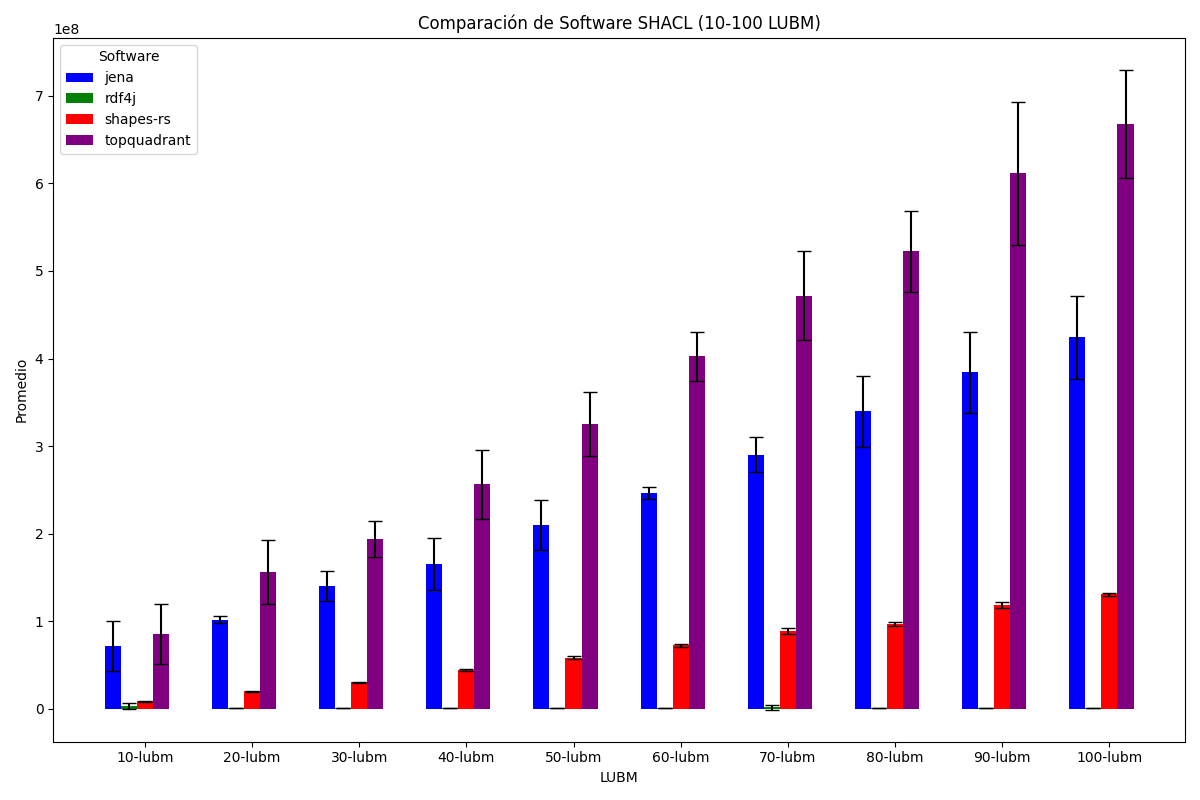 Comparación de Software SHACL (10-100 LUBM)
1e8
Software
jena
rdf4j
shapes-rs
topquadrant
7
6
5
4
3
2
1
0
Promedio
10-lubm 20-lubm 30-lubm 40-lubm 50-lubm 60-lubm 70-lubm 80-lubm 90-lubm 100-lubm
LUBM